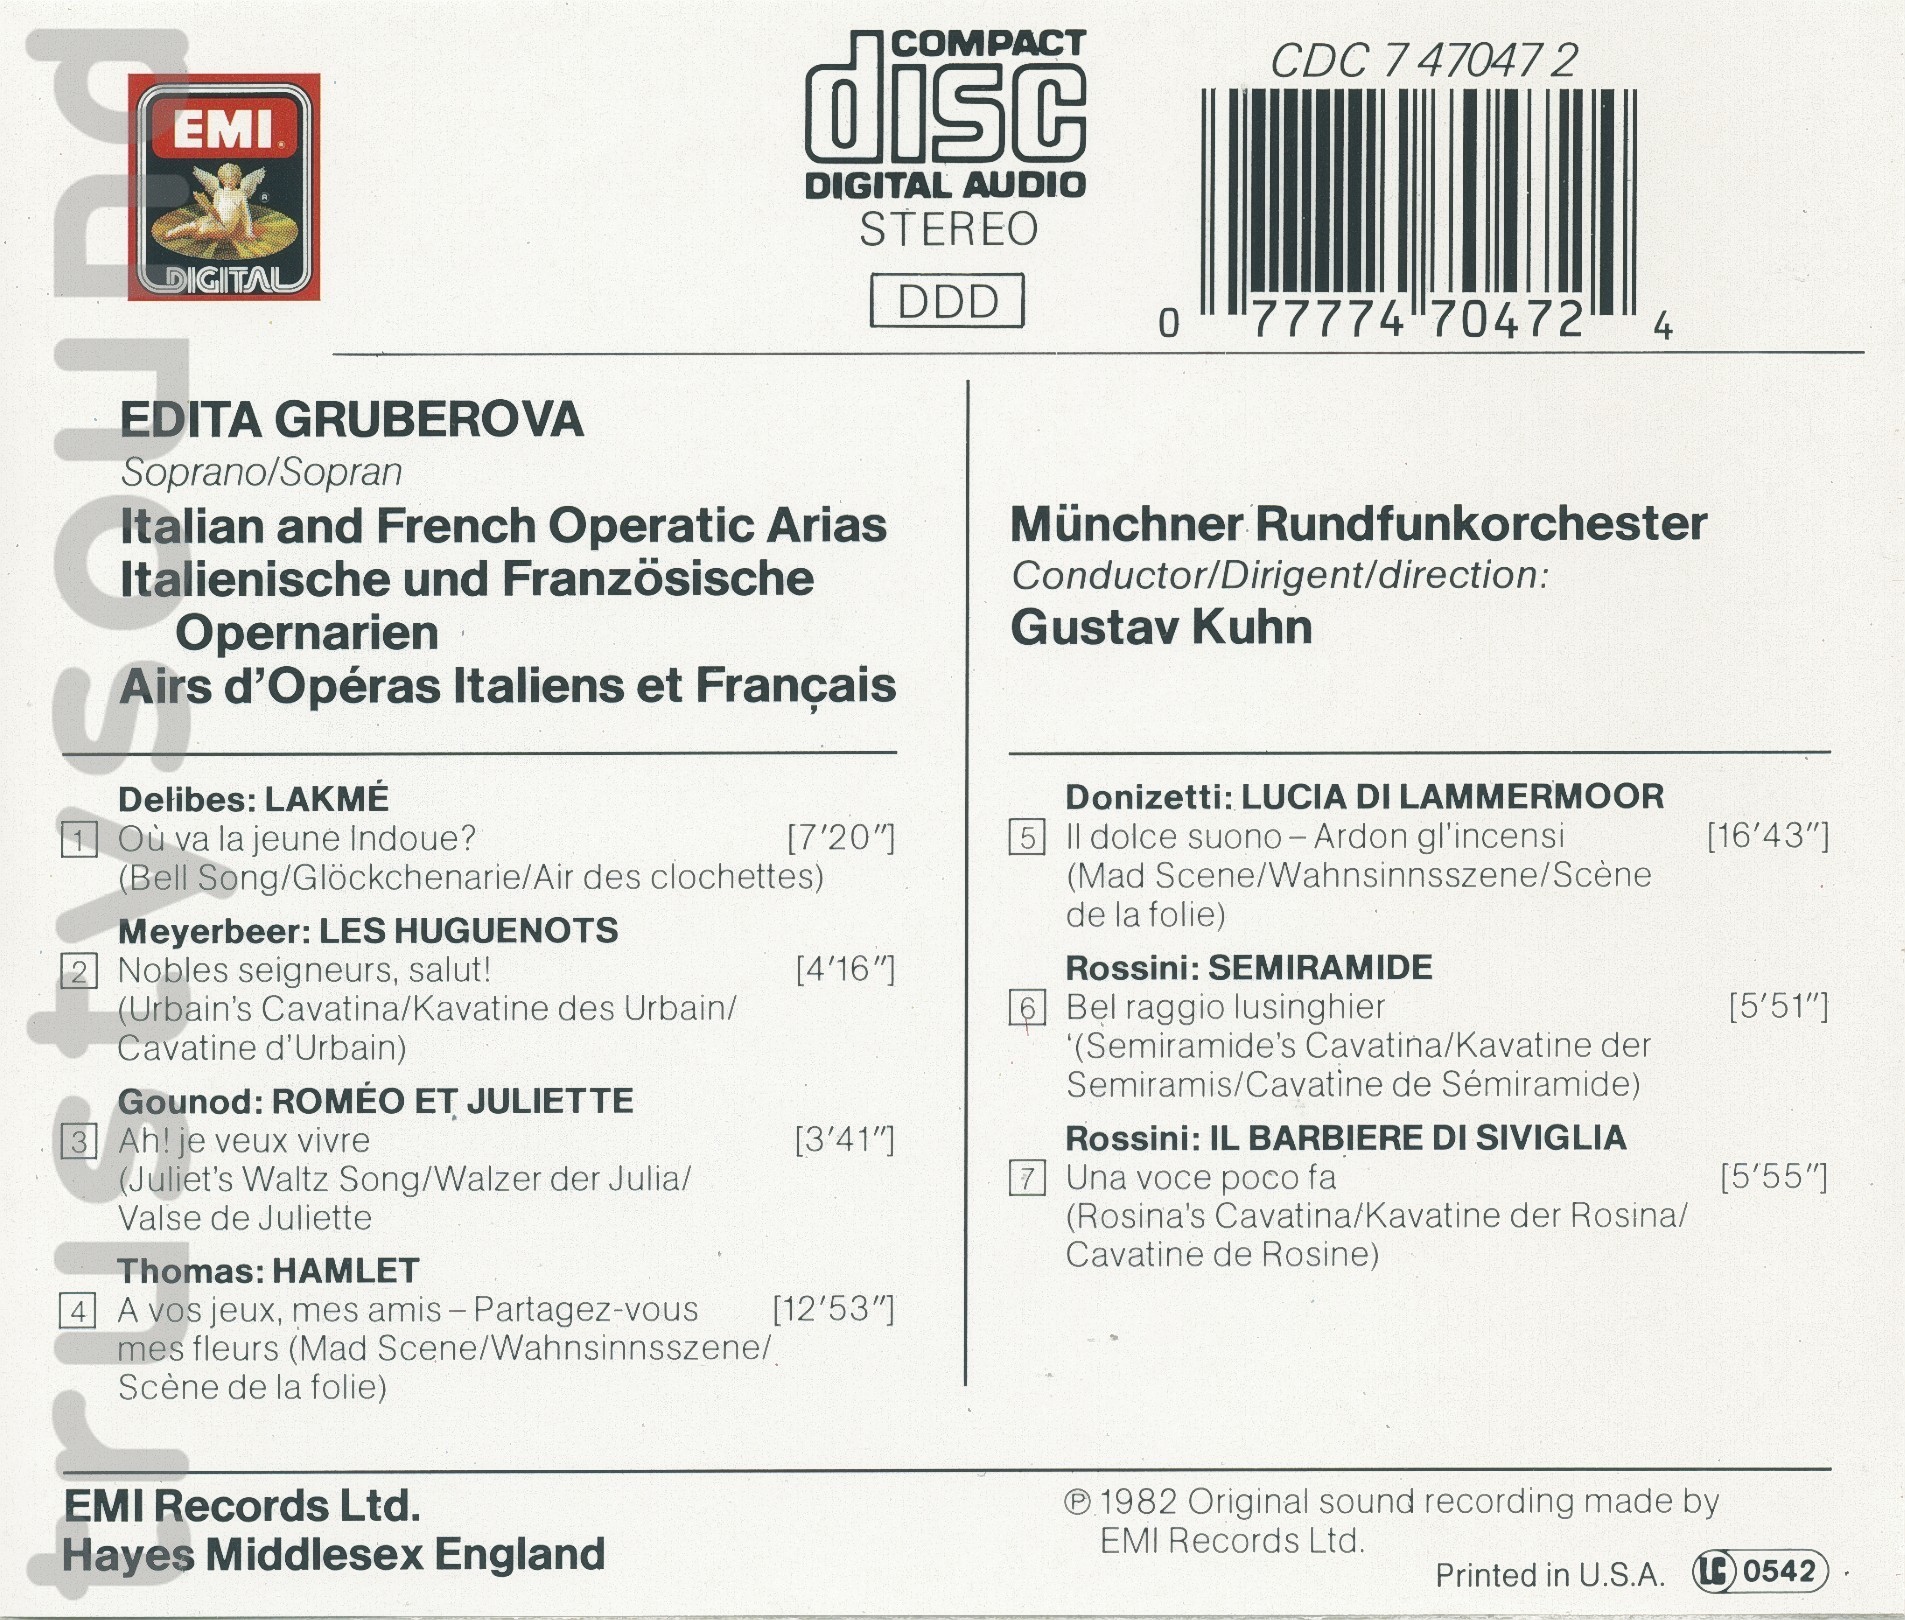 COMPACT
disc
DIGITAL AUDIO
STEREO
DDD
CDC 7 47047 2
0 77774 70472 4
EMI
DIGITAL
trustysound
EDITA GRUBEROVA
Soprano/Sopran
Italian and French Operatic Arias
Italienische und Französische
Opernarien
Airs d'Opéras Italiens et Français
Münchner Rundfunkorchester
Conductor/Dirigent/direction:
Gustav Kuhn
Delibes: LAKMÉ
1 Où va la jeune Indoue? [7'20"]
(Bell Song/Glöckchenarie/Air des clochettes)
Meyerbeer: LES HUGUENOTS
2 Nobles seigneurs, salut! [4'16"]
(Urbain's Cavatina/Kavatine des Urbain/
Cavatine d'Urbain)
Gounod: ROMÉO ET JULIETTE
3 Ah! je veux vivre [3'41"]
(Juliet's Waltz Song/Walzer der Julia/
Valse de Juliette
Thomas: HAMLET
4 A vos jeux, mes amis – Partagez-vous [12'53"]
mes fleurs (Mad Scene/Wahnsinnsszene/
Scène de la folie)
Donizetti: LUCIA DI LAMMERMOOR
5 Il dolce suono – Ardon gl'incensi [16'43"]
(Mad Scene/Wahnsinnsszene/Scène
de la folie)
Rossini: SEMIRAMIDE
6 Bel raggio lusinghier [5'51"]
'(Semiramide's Cavatina/Kavatine der
Semiramis/Cavatine de Sémiramide)
Rossini: IL BARBIERE DI SIVIGLIA
7 Una voce poco fa [5'55"]
(Rosina's Cavatina/Kavatine der Rosina/
Cavatine de Rosine)
EMI Records Ltd.
Hayes Middlesex England
℗ 1982 Original sound recording made by
EMI Records Ltd.
Printed in U.S.A. LC 0542